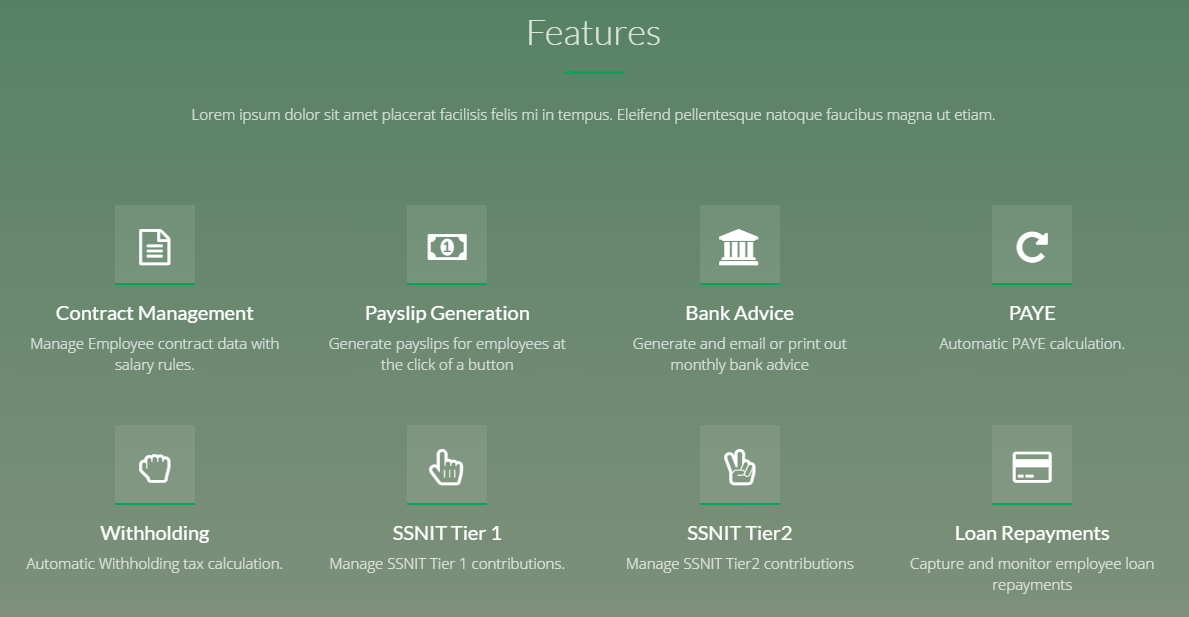 Features
Lorem ipsum dolor sit amet placerat facilisis felis mi in tempus. Eleifend pellentesque natoque faucibus magna ut etiam.
1
Contract Management
Manage Employee contract data with
salary rules.
Payslip Generation
Generate payslips for employees at
the click of a button
Bank Advice
Generate and email or print out
monthly bank advice
PAYE
Automatic PAYE calculation.
Withholding
Automatic Withholding tax calculation.
SSNIT Tier 1
Manage SSNIT Tier 1 contributions.
SSNIT Tier2
Manage SSNIT Tier2 contributions
Loan Repayments
Capture and monitor employee loan
repayments